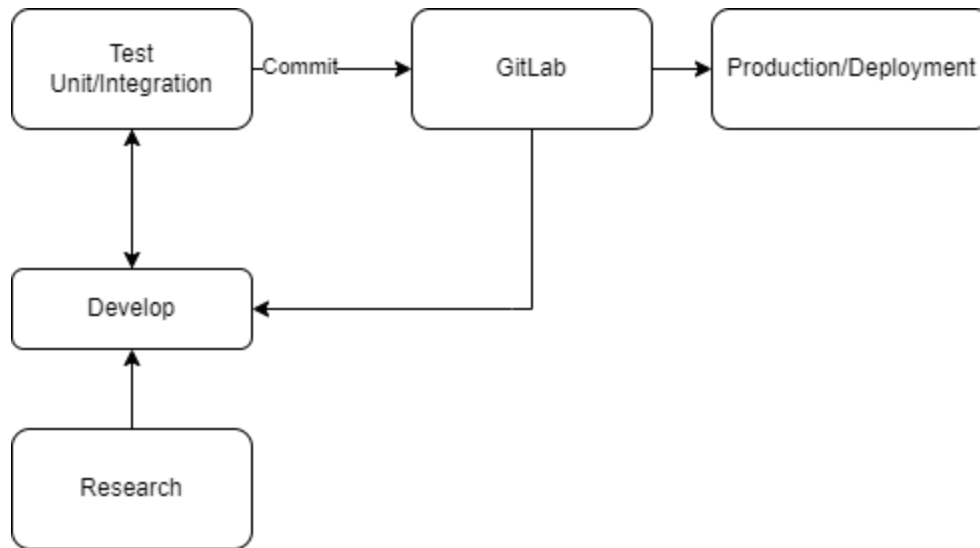 Test
Unit/Integration
Commit
GitLab
Production/Deployment
Develop
Research